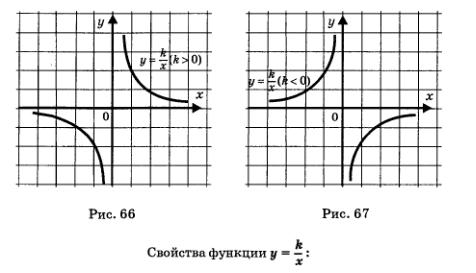 y y
y = k/x (k > 0)
y = k/x (k < 0)
x x
0 0
Рис. 66 Рис. 67
Свойства функции y = k/x :